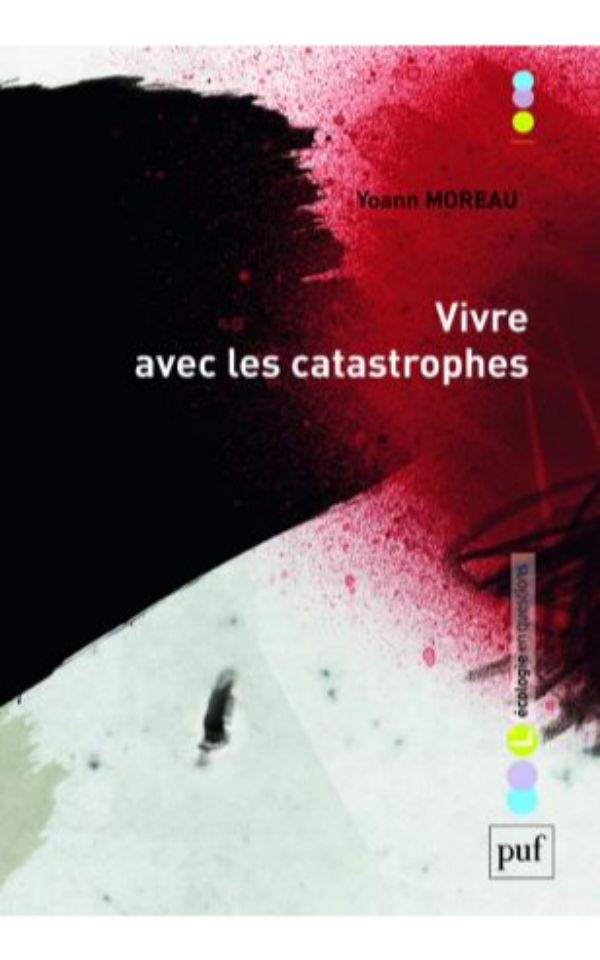 Yoann MOREAU
Vivre
avec les catastrophes
L écologie en questions
puf